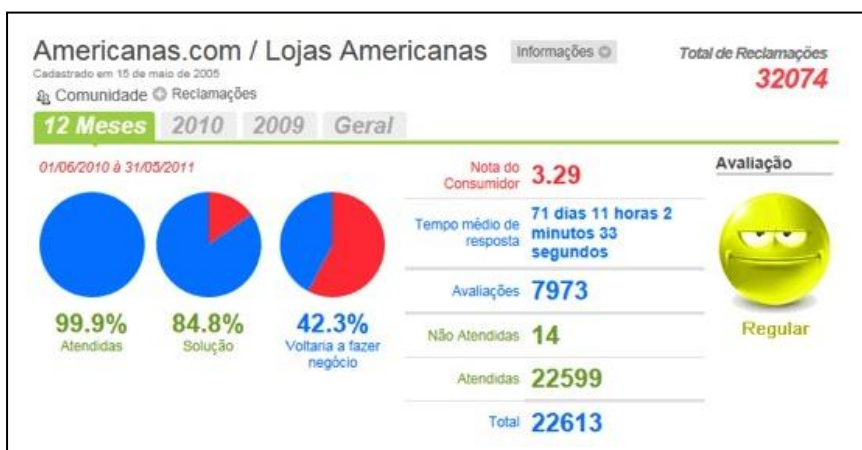 Americanas.com / Lojas Americanas
Informações
Total de Reclamações
32074
Cadastrado em 15 de maio de 2005
Comunidade Reclamações
12 Meses 2010 2009 Geral
01/06/2010 à 31/05/2011
99.9%
Atendidas
84.8%
Solução
42.3%
Voltaria a fazer
negócio
Nota do
Consumidor
3.29
Tempo médio de
resposta
71 dias 11 horas 2
minutos 33
segundos
Avaliações 7973
Não Atendidas 14
Atendidas 22599
Total 22613
Avaliação
Regular